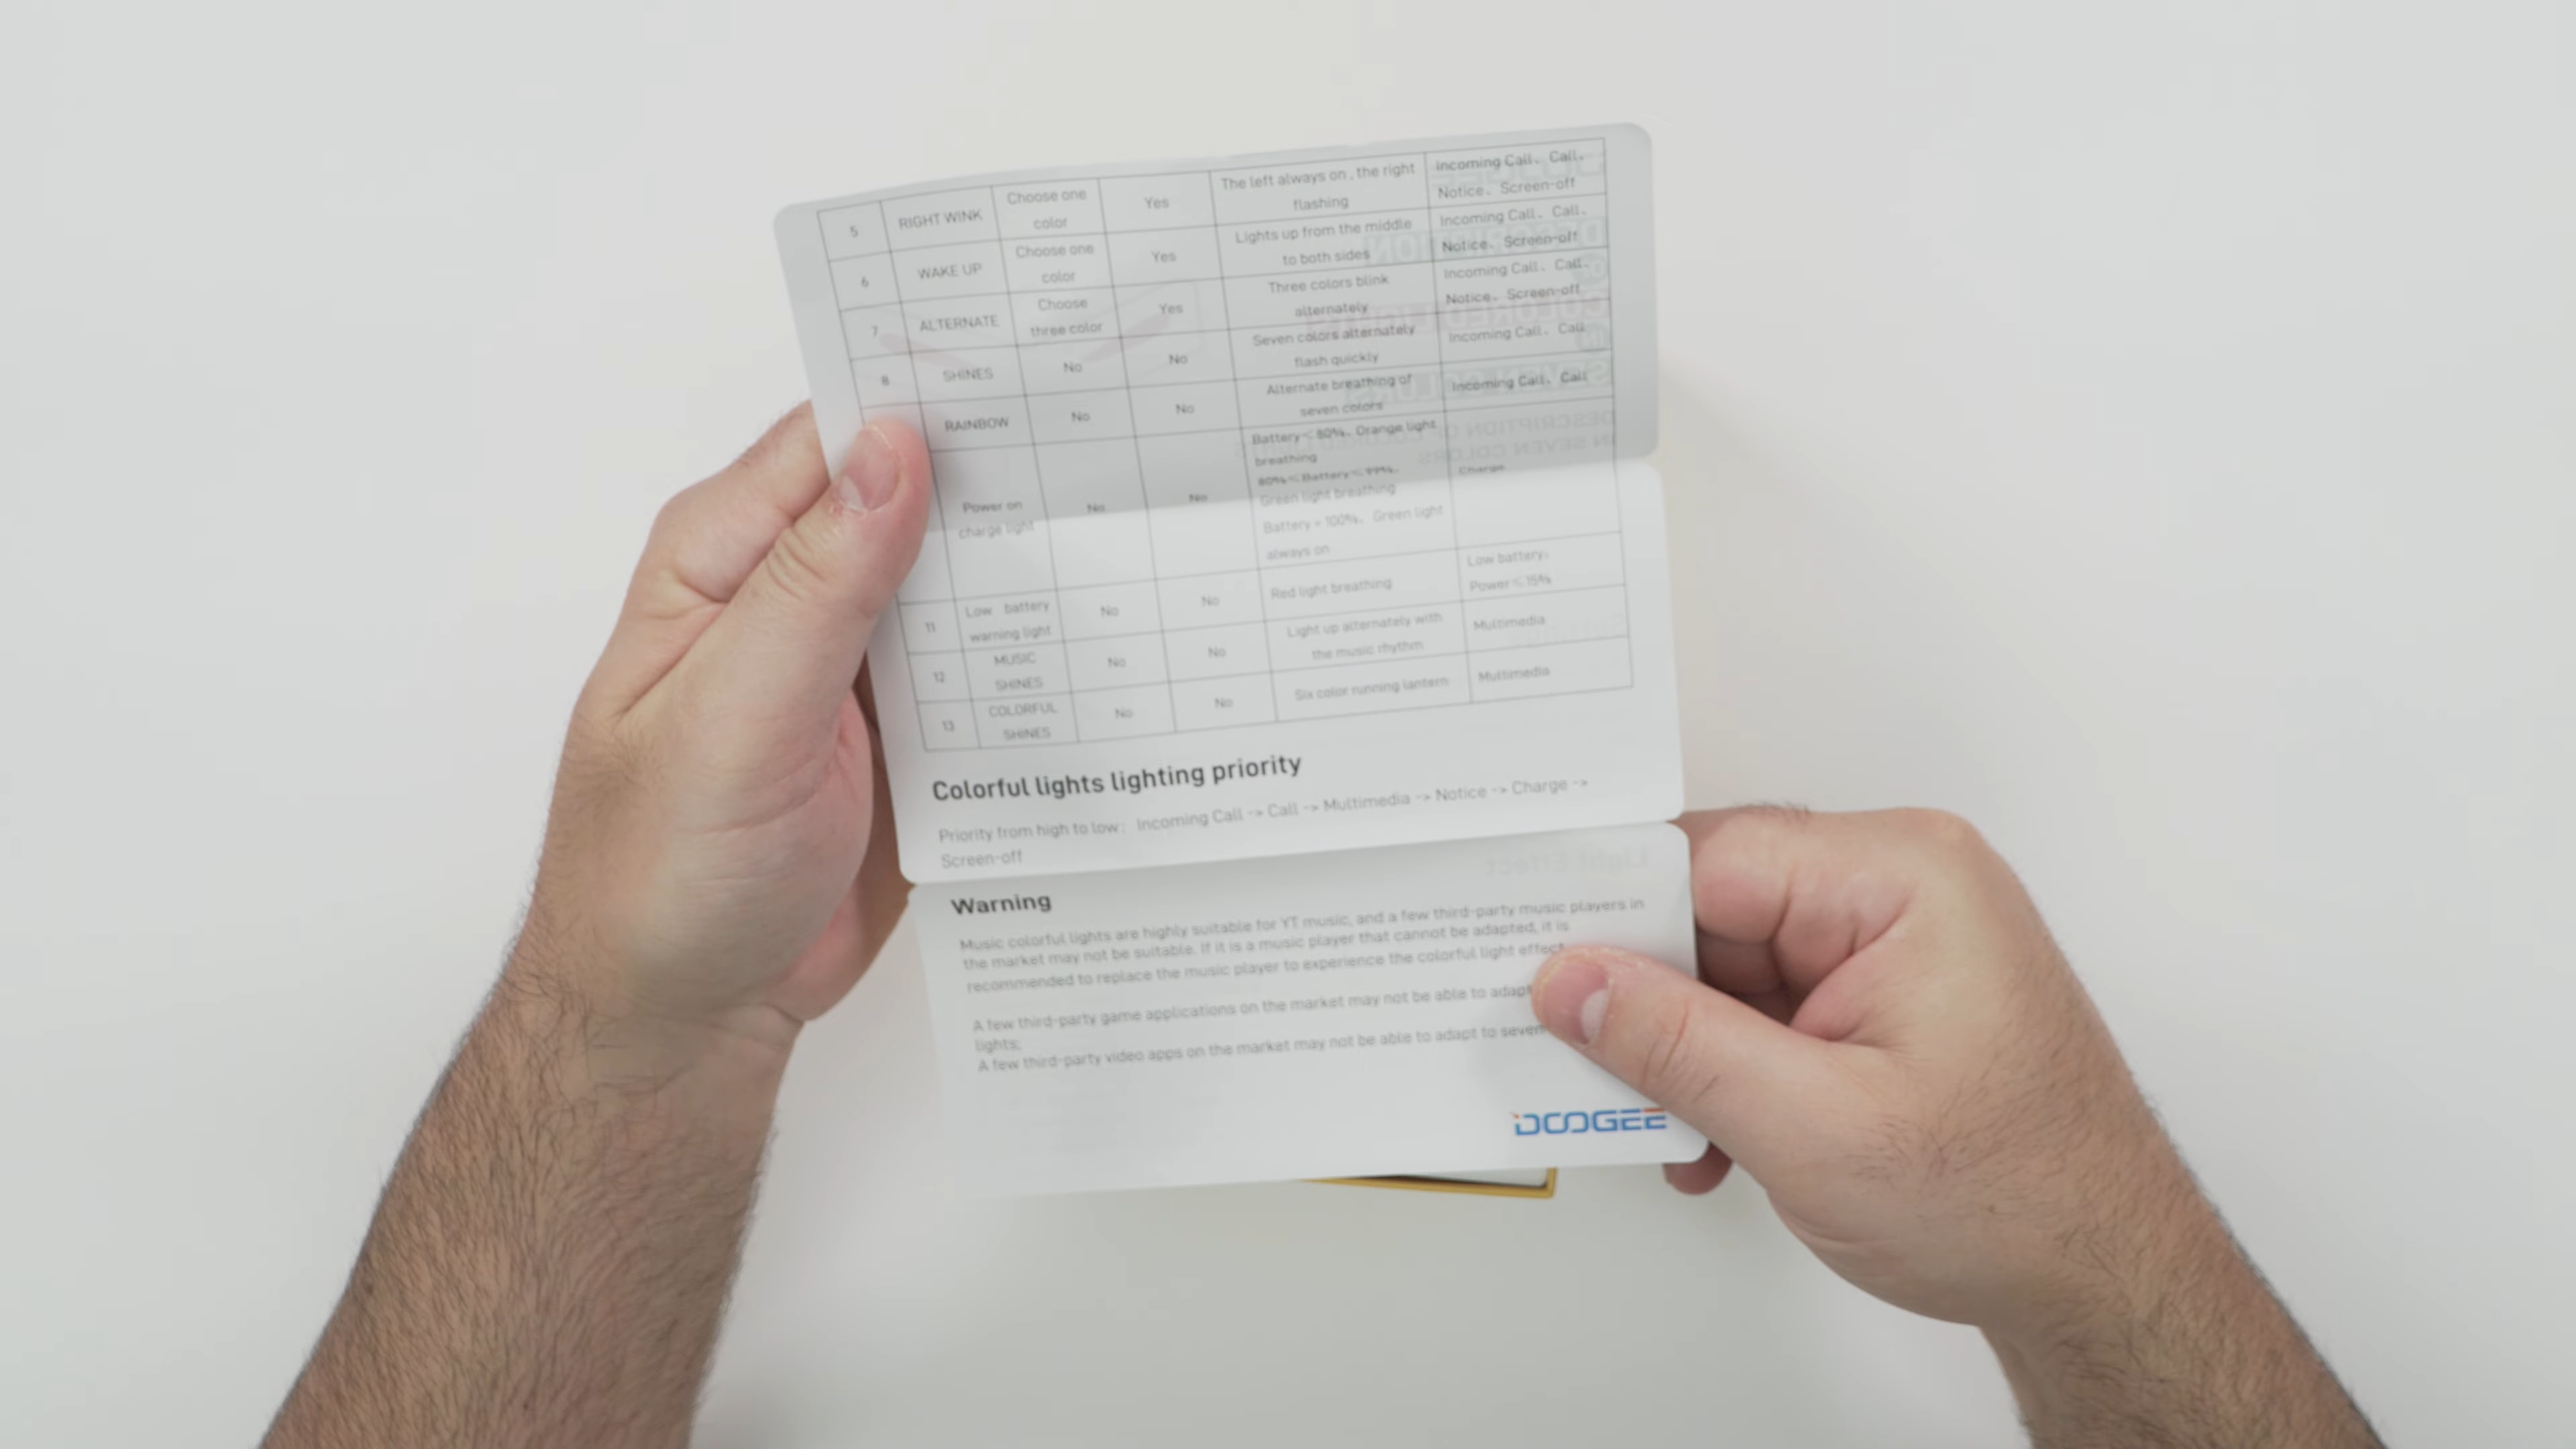 5 RIGHT WINK Choose one color Yes The left always on , the right flashing Incoming Call、Call、Notice、Screen-off
6 WAKE UP Choose one color Yes Lights up from the middle to both sides Incoming Call、Call、Notice、Screen-off
7 ALTERNATE Choose three color Yes Three colors blink alternately Incoming Call、Call、Notice、Screen-off
8 SHINES No No Seven colors alternately flash quickly Incoming Call、Call
RAINBOW No No Alternate breathing of seven colors Incoming Call、Call
Power on charge light No No Battery < 80%、Orange light breathing
80%≤Battery≤99%、Green light breathing
Battery = 100%、Green light always on
Charge
11 Low battery warning light No No Red light breathing Low battery: Power≤15%
12 MUSIC SHINES No No Light up alternately with the music rhythm Multimedia
13 COLORFUL SHINES No No Six color running lantern Multimedia
Colorful lights lighting priority
Priority from high to low: Incoming Call -> Call -> Multimedia -> Notice -> Charge ->
Screen-off
Warning
Music colorful lights are highly suitable for YT music, and a few third-party music players in
the market may not be suitable. If it is a music player that cannot be adapted, it is
recommended to replace the music player to experience the colorful light effect
A few third-party game applications on the market may not be able to adapt
lights;
A few third-party video apps on the market may not be able to adapt to seven
DOOGEE